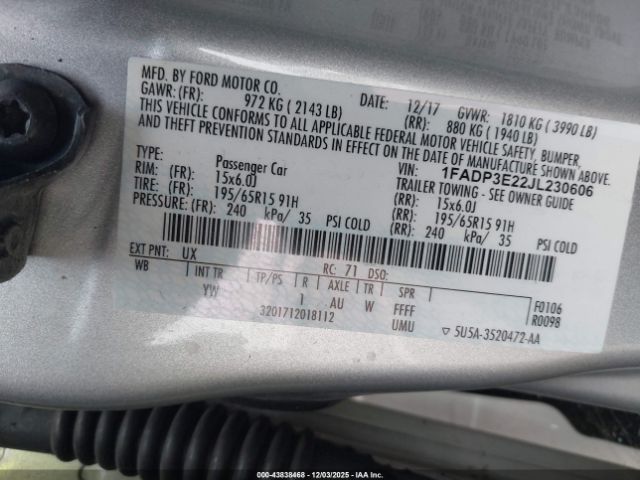 MFD. BY FORD MOTOR CO.
DATE: 12/17 GVWR: 1810 KG ( 3990 LB)
GAWR: (FR): 972 KG ( 2143 LB) (RR): 880 KG ( 1940 LB)
THIS VEHICLE CONFORMS TO ALL APPLICABLE FEDERAL MOTOR VEHICLE SAFETY, BUMPER,
AND THEFT PREVENTION STANDARDS IN EFFECT ON THE DATE OF MANUFACTURE SHOWN ABOVE.
VIN: 1FADP3E22JL230606
TYPE: Passenger Car TRAILER TOWING - SEE OWNER GUIDE
RIM: (FR): 15x6.0J (RR): 15x6.0J
TIRE: (FR): 195/65R15 91H (RR): 195/65R15 91H
PRESSURE: (FR): 240 kPa/ 35 PSI COLD (RR): 240 kPa/ 35 PSI COLD
EXT PNT: UX RC: 71 DSO:
WB INT TR TP/PS R AXLE TR SPR
YW 1 AU W FFFF F0106
3201712018112 UMU R0098
5U5A-3520472-AA
000-43838468 - 12/03/2025 - IAA.